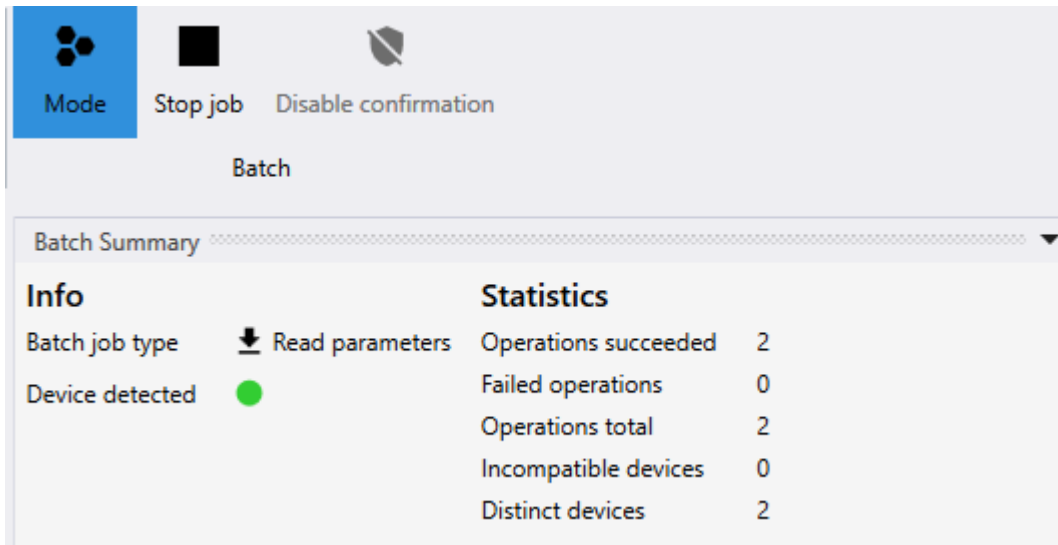 Mode Stop job Disable confirmation
Batch
Batch Summary
Info Statistics
Batch job type Read parameters Operations succeeded 2
Device detected Failed operations 0
Operations total 2
Incompatible devices 0
Distinct devices 2